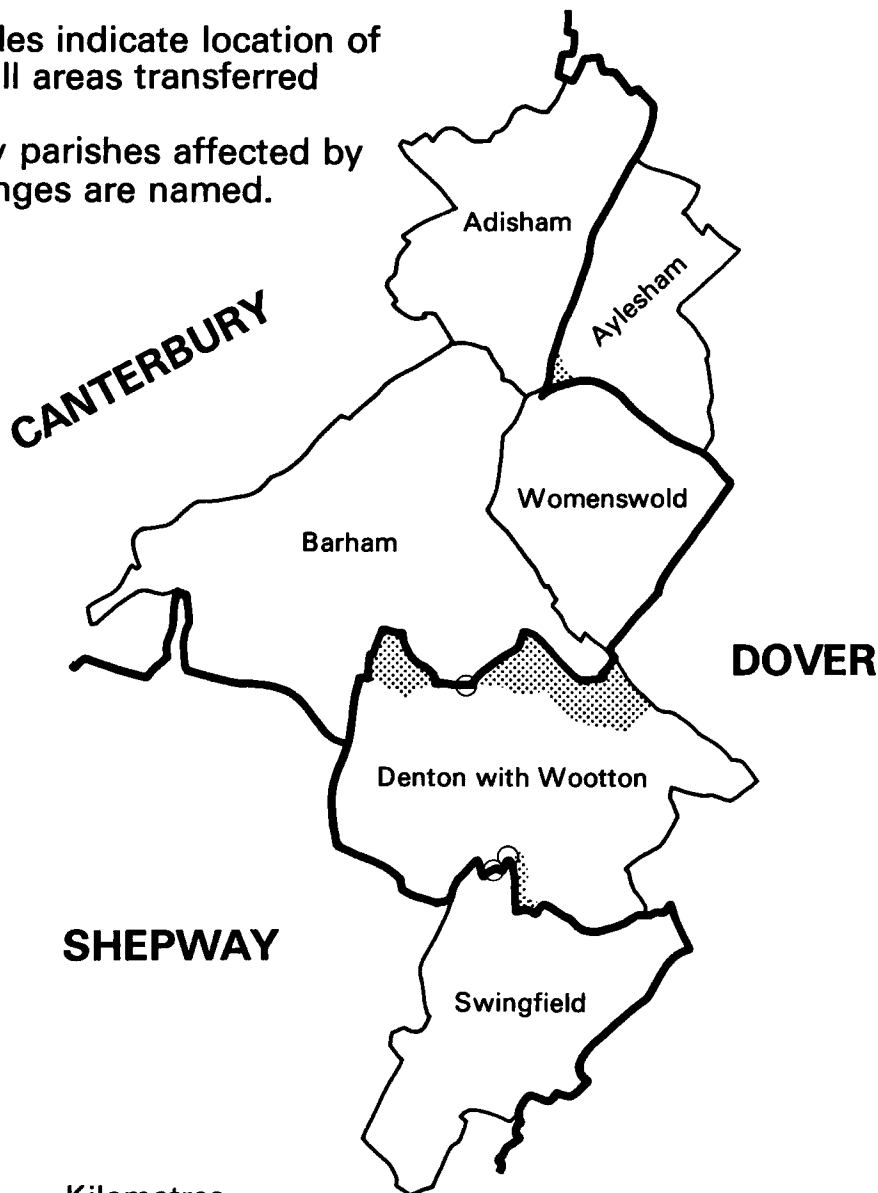 les indicate location of
ll areas transferred
parishes affected by
nges are named.
Adisham
Aylesham
CANTERBURY
Womenswold
Barham
DOVER
Denton with Wootton
SHEPWAY
Swingfield
Kilometres